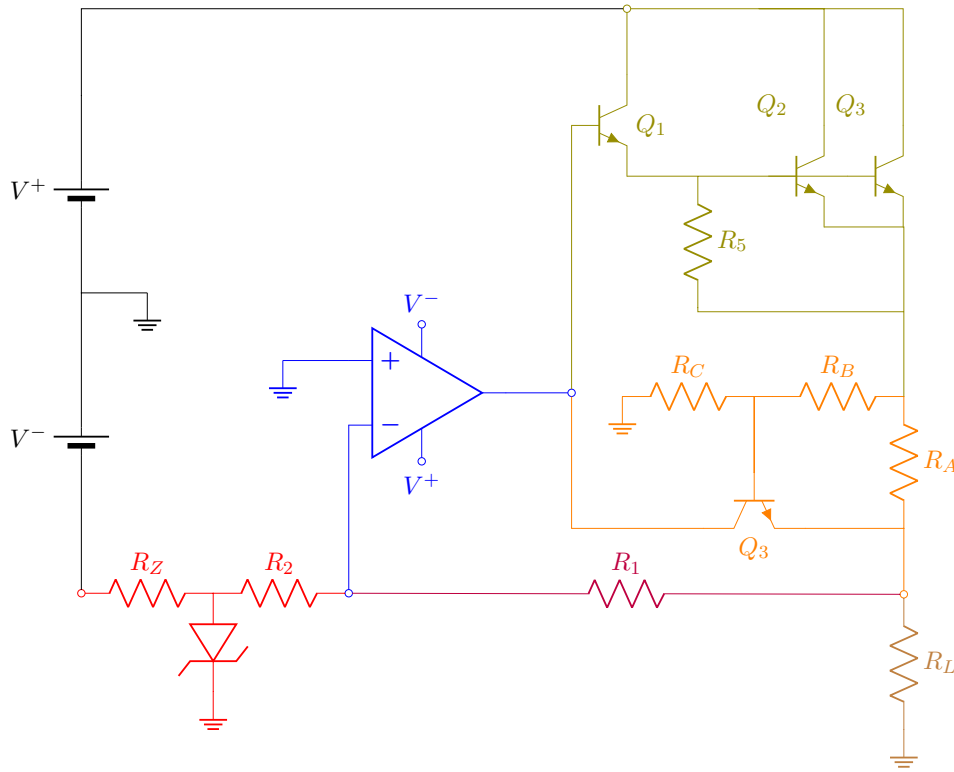 Q₂
Q₃
Q₁
V⁺
R₅
V⁻
+
R_C
R_B
V⁻
−
R_A
V⁺
Q₃
R_Z
R₂
R₁
R_L